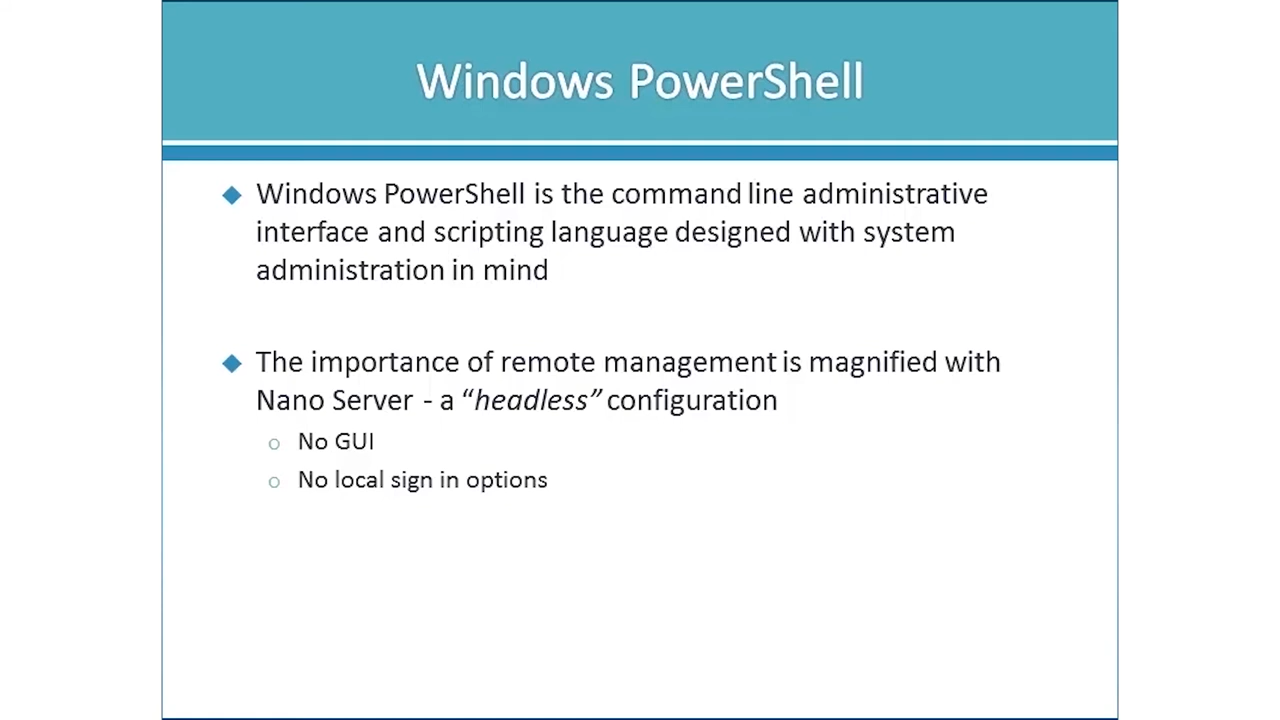 Windows PowerShell
Windows PowerShell is the command line administrative
interface and scripting language designed with system
administration in mind
The importance of remote management is magnified with
Nano Server - a “headless” configuration
No GUI
No local sign in options